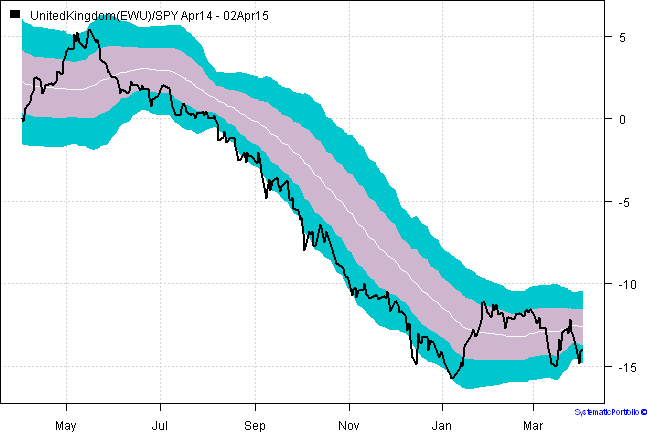 UnitedKingdom(EWU)/SPY Apr14 - 02Apr15
5
0
-5
-10
-15
May Jul Sep Nov Jan Mar
SystematicPortfolio ©